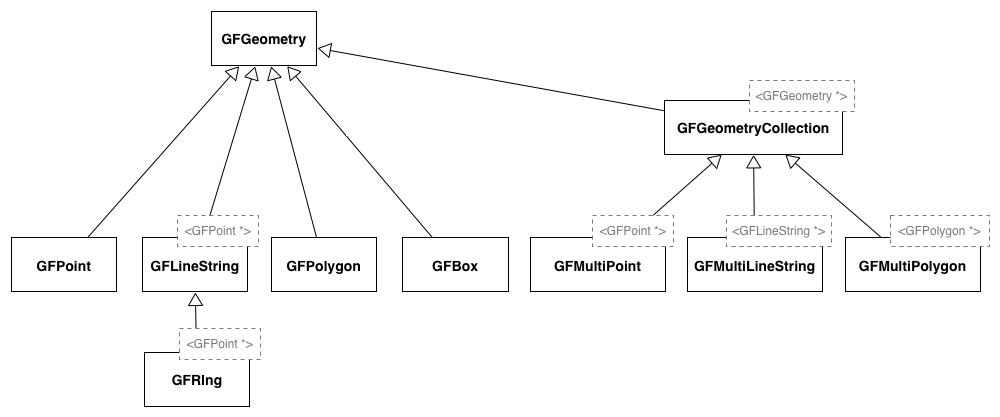 GFGeometry
<GFGeometry *>
GFGeometryCollection
<GFPoint *>
<GFPoint *>
<GFLineString *>
<GFPolygon *>
GFPoint
GFLineString
GFPolygon
GFBox
GFMultiPoint
GFMultiLineString
GFMultiPolygon
<GFPoint *>
GFRIng